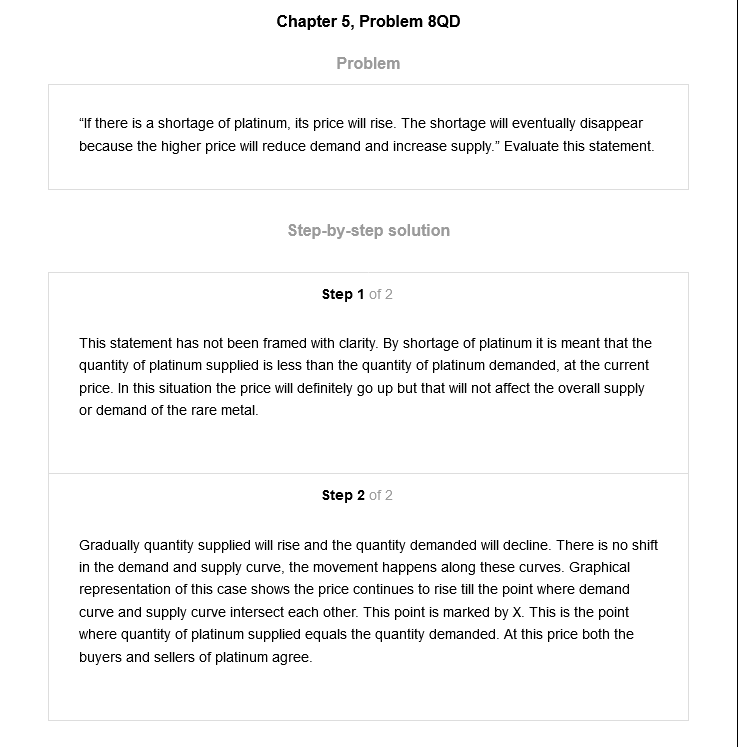 Chapter 5, Problem 8QD
Problem
“If there is a shortage of platinum, its price will rise. The shortage will eventually disappear
because the higher price will reduce demand and increase supply.” Evaluate this statement.
Step-by-step solution
Step 1 of 2
This statement has not been framed with clarity. By shortage of platinum it is meant that the
quantity of platinum supplied is less than the quantity of platinum demanded, at the current
price. In this situation the price will definitely go up but that will not affect the overall supply
or demand of the rare metal.
Step 2 of 2
Gradually quantity supplied will rise and the quantity demanded will decline. There is no shift
in the demand and supply curve, the movement happens along these curves. Graphical
representation of this case shows the price continues to rise till the point where demand
curve and supply curve intersect each other. This point is marked by X. This is the point
where quantity of platinum supplied equals the quantity demanded. At this price both the
buyers and sellers of platinum agree.